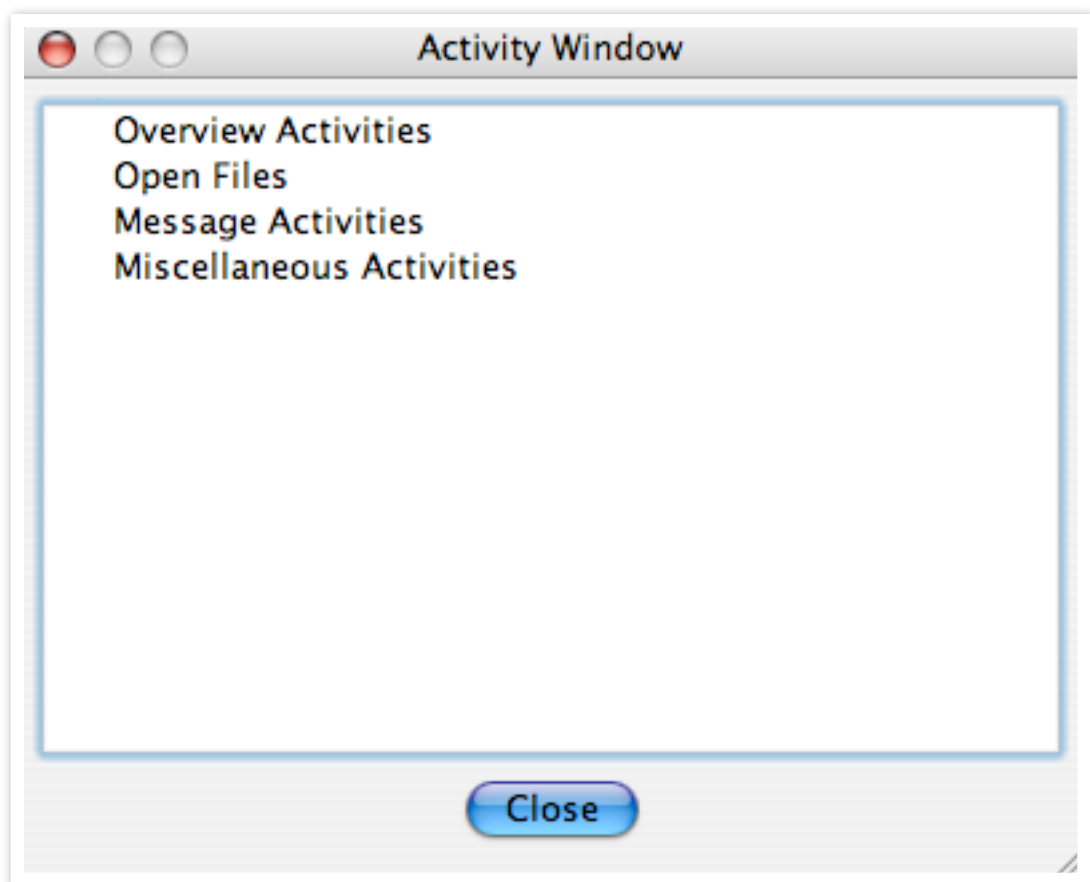 Activity Window
Overview Activities
Open Files
Message Activities
Miscellaneous Activities
Close